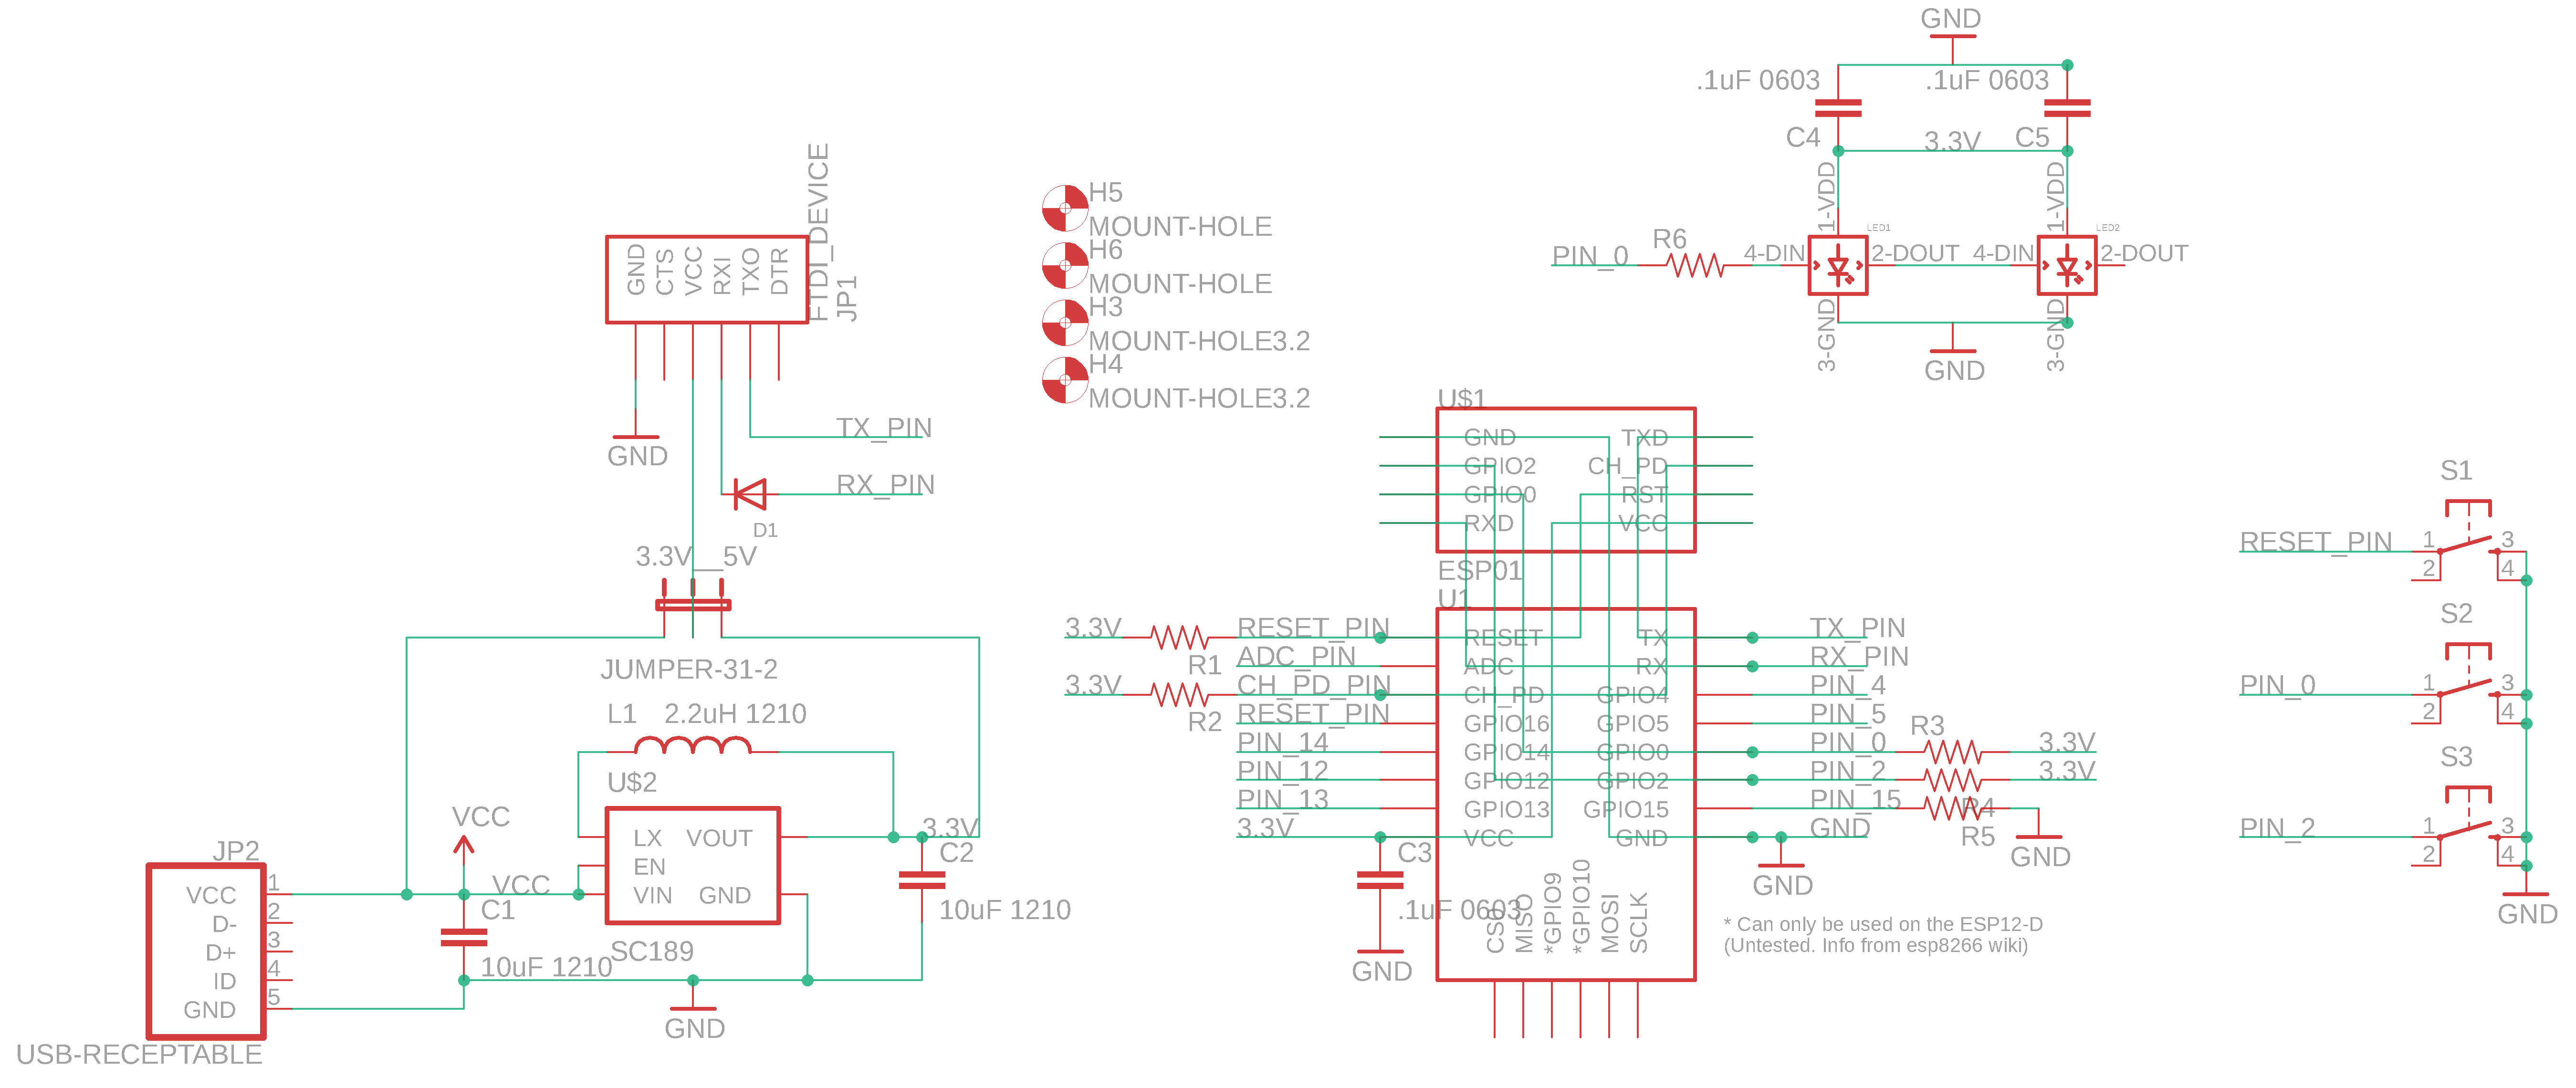 GND
.1uF 0603
.1uF 0603
C4
3.3V
C5
1-VDD
1-VDD
LED1
LED2
PIN_0
R6
4-DIN
2-DOUT
4-DIN
2-DOUT
3-GND
3-GND
GND
FTDI_DEVICE
JP1
GND
CTS
VCC
RXI
TXO
DTR
TX_PIN
GND
RX_PIN
D1
3.3V__5V
JUMPER-31-2
H5
MOUNT-HOLE
H6
MOUNT-HOLE
H3
MOUNT-HOLE3.2
H4
MOUNT-HOLE3.2
L1 2.2uH 1210
U$2
LX VOUT
EN
VIN GND
SC189
VCC
VCC
C1
10uF 1210
3.3V
C2
10uF 1210
GND
JP2
VCC 1
D- 2
D+ 3
ID 4
GND 5
USB-RECEPTABLE
U$1
GND TXD
GPIO2 CH_PD
GPIO0 RST
RXD VCC
ESP01
U1
3.3V
R1
3.3V
R2
RESET_PIN
ADC_PIN
CH_PD_PIN
RESET_PIN
PIN_14
PIN_12
PIN_13
3.3V
C3
.1uF 0603
GND
RESET TX
ADC RX
CH_PD GPIO4
GPIO16 GPIO5
GPIO14 GPIO0
GPIO12 GPIO2
GPIO13 GPIO15
VCC GND
CSO
MISO
*GPIO9
*GPIO10
MOSI
SCLK
TX_PIN
RX_PIN
PIN_4
PIN_5
PIN_0
PIN_2
PIN_15
GND
R3
3.3V
3.3V
R4
R5
GND
GND
* Can only be used on the ESP12-D
(Untested. Info from esp8266 wiki)
S1
RESET_PIN
1 3
2 4
S2
PIN_0
1 3
2 4
S3
PIN_2
1 3
2 4
GND